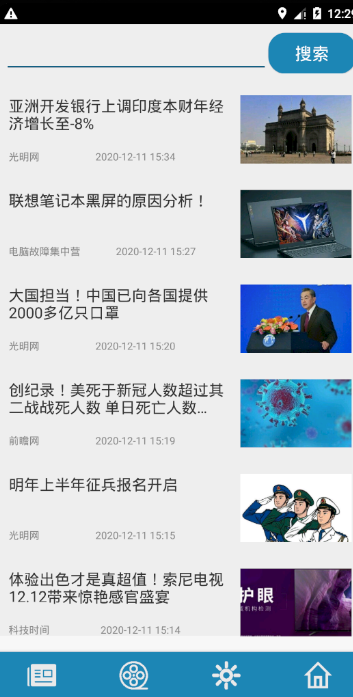 12:29
搜索
亚洲开发银行上调印度本财年经
济增长至-8%
光明网 2020-12-11 15:34
联想笔记本黑屏的原因分析！
电脑故障集中营 2020-12-11 15:27
大国担当！中国已向各国提供
2000多亿只口罩
光明网 2020-12-11 15:20
创纪录！美死于新冠人数超过其
二战战死人数 单日死亡人数...
前瞻网 2020-12-11 15:19
明年上半年征兵报名开启
光明网 2020-12-11 15:15
体验出色才是真超值！索尼电视
12.12带来惊艳感官盛宴
护眼
科技时间 2020-12-11 15:14